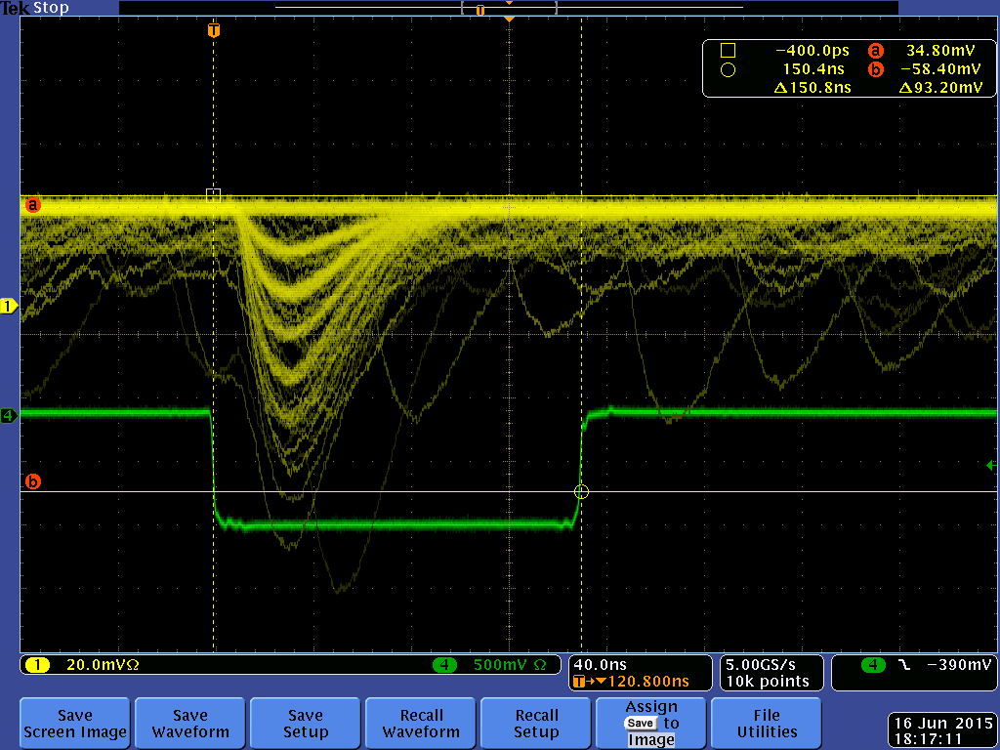 Tek Stop
T
T
−400.0ps a 34.80mV
150.4ns b −58.40mV
Δ150.8ns Δ93.20mV
a
1
4
b
1 20.0mVΩ 4 500mV Ω
40.0ns
T→▼120.800ns
5.00GS/s
10k points
4 −390mV
Save
Screen Image
Save
Waveform
Save
Setup
Recall
Waveform
Recall
Setup
Assign
Save to
Image
File
Utilities
16 Jun 2015
18:17:11